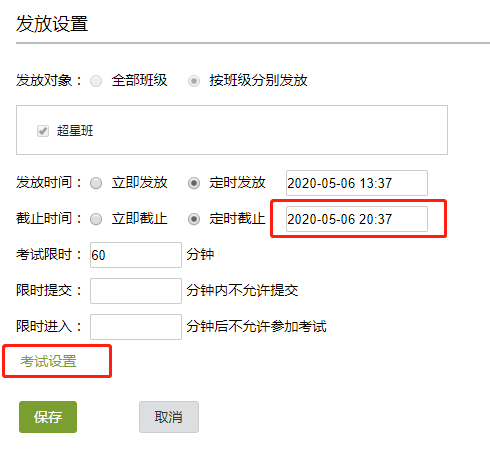 发放设置
发放对象： 全部班级 按班级分别发放
超星班
发放时间： 立即发放 定时发放 2020-05-06 13:37
截止时间： 立即截止 定时截止 2020-05-06 20:37
考试限时： 60 分钟
限时提交： 分钟内不允许提交
限时进入： 分钟后不允许参加考试
考试设置
保存 取消